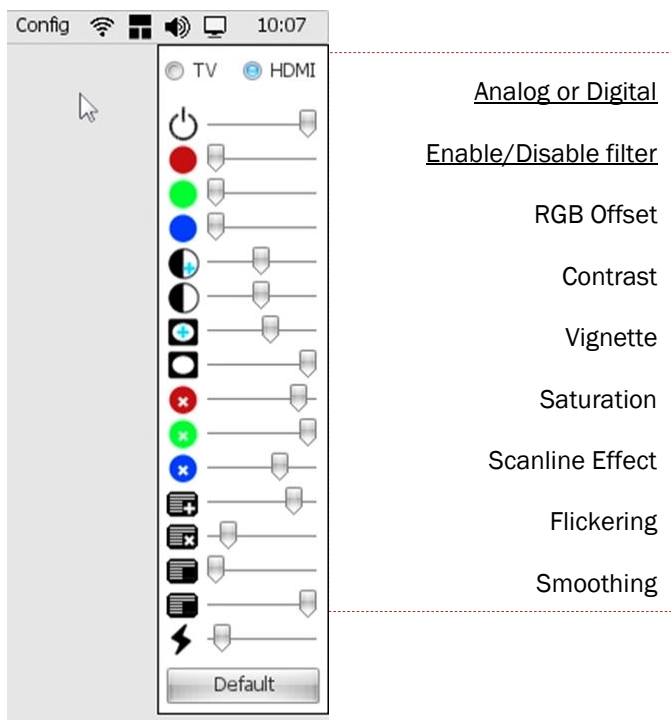 Config 10:07
TV HDMI
Analog or Digital
Enable/Disable filter
RGB Offset
Contrast
Vignette
Saturation
Scanline Effect
Flickering
Smoothing
Default